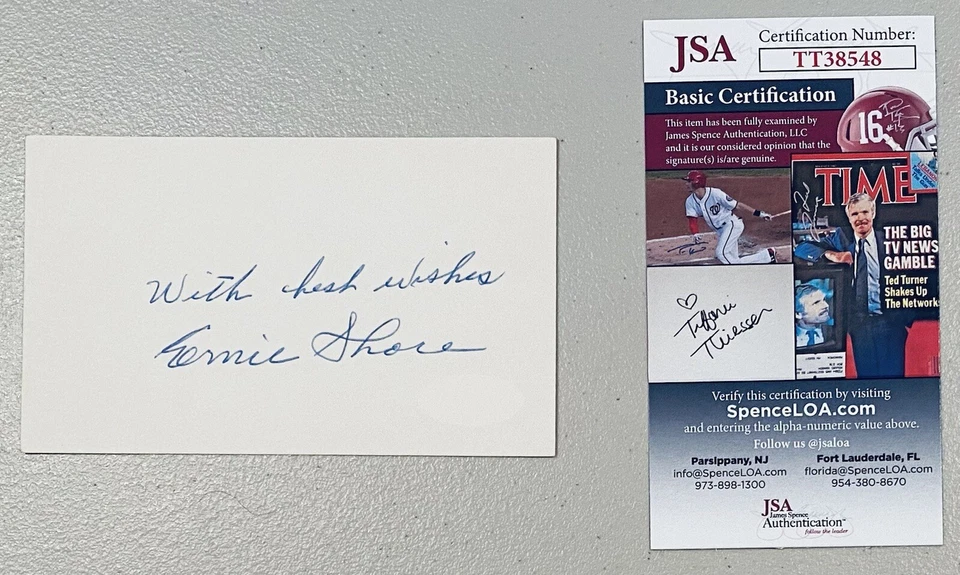 With best wishes
Ernie Shore
JSA
Certification Number:
TT38548
Basic Certification
This item has been fully examined by
James Spence Authentication, LLC
and it is our considered opinion that the
signature(s) is/are genuine.
16
TIME
THE BIG
TV NEWS
GAMBLE
Ted Turner
Shakes Up
The Network
Tiffani
Thiessen
Verify this certification by visiting
SpenceLOA.com
and entering the alpha-numeric value above.
Follow us @jsaloa
Parsippany, NJ
info@SpenceLOA.com
973-898-1300
Fort Lauderdale, FL
florida@SpenceLOA.com
954-380-8670
JSA
James Spence
Authentication
follow the leader